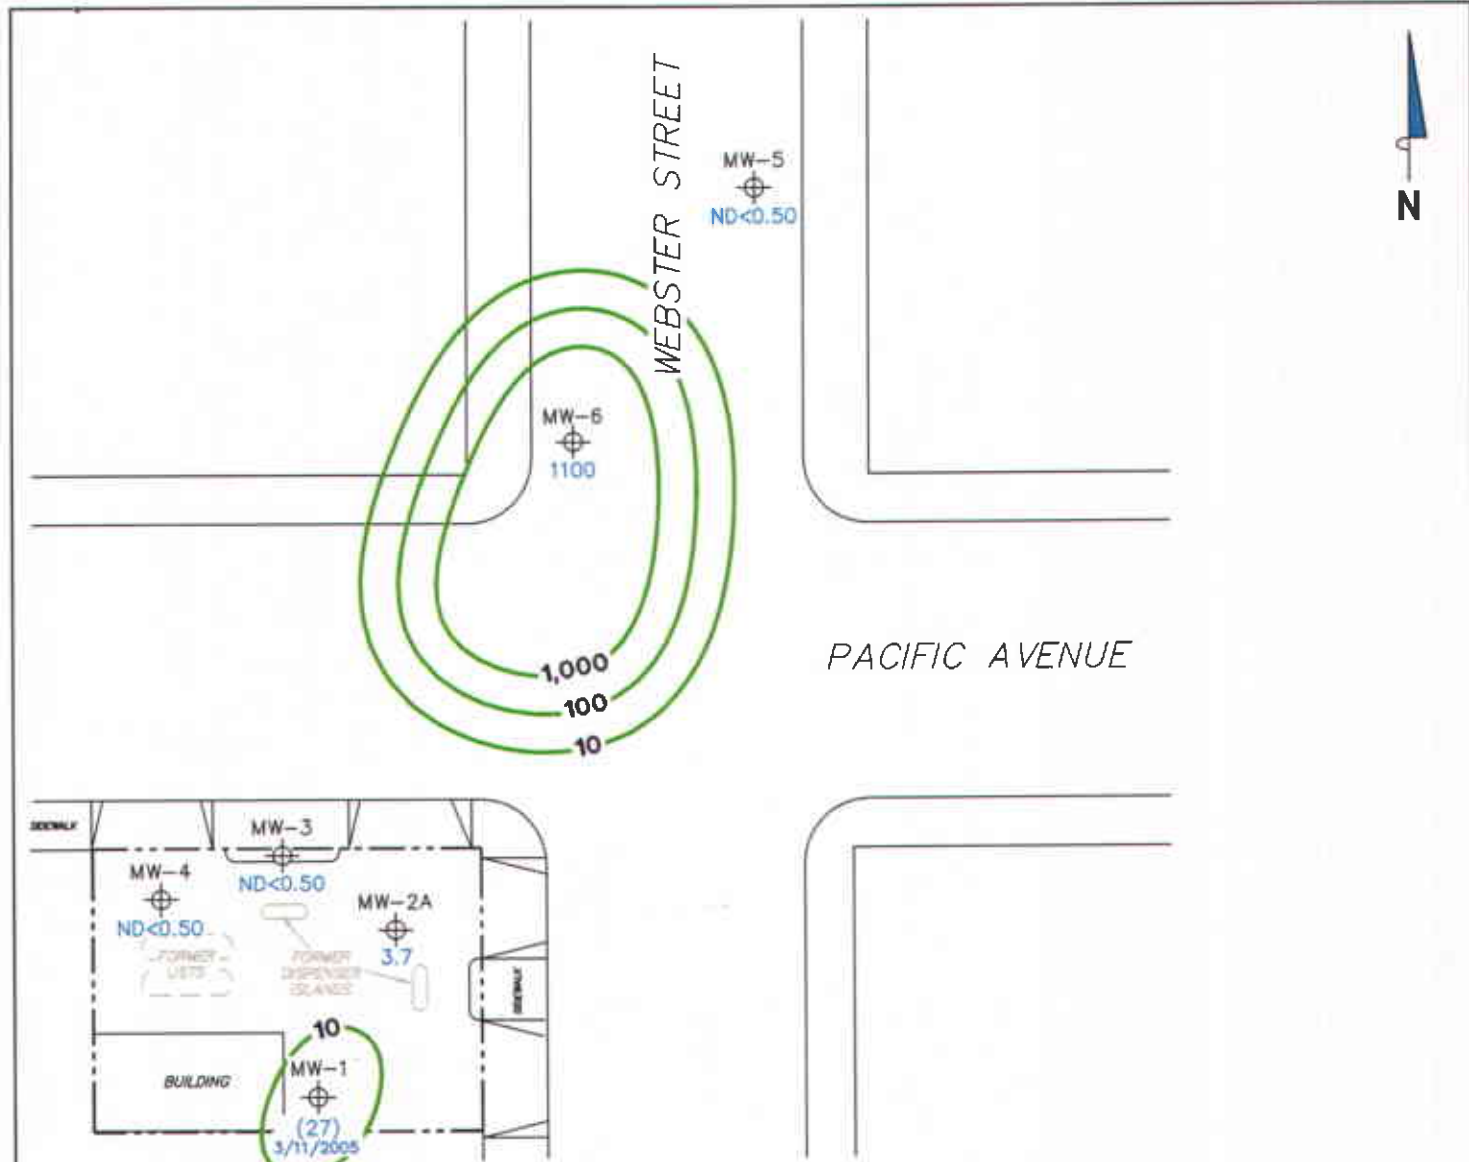 WEBSTER STREET
MW-5
ND<0.50
N
MW-6
1100
1,000
100
10
PACIFIC AVENUE
SIDEWALK
MW-3
ND<0.50
MW-4
ND<0.50
MW-2A
3.7
FORMER
USTS
FORMER
DISPENSER
ISLANDS
SIDEWALK
10
MW-1
BUILDING
(27)
3/11/2005